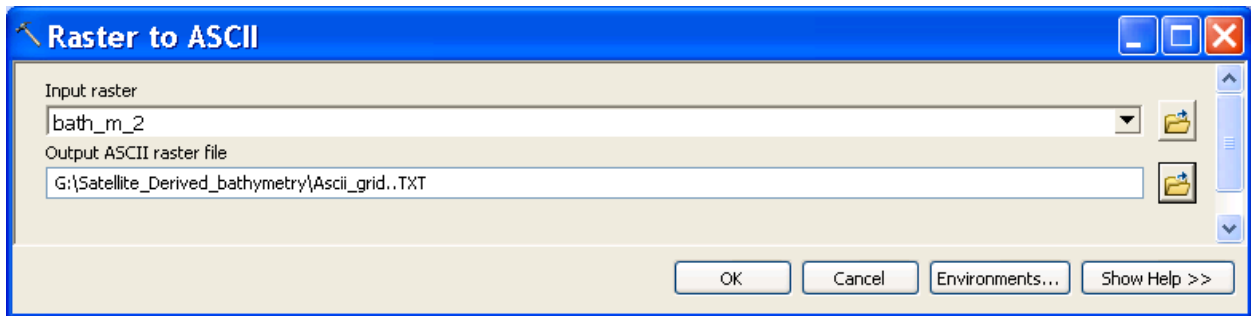 Raster to ASCII
Input raster
bath_m_2
Output ASCII raster file
G:\Satellite_Derived_bathymetry\Ascii_grid..TXT
OK Cancel Environments... Show Help >>